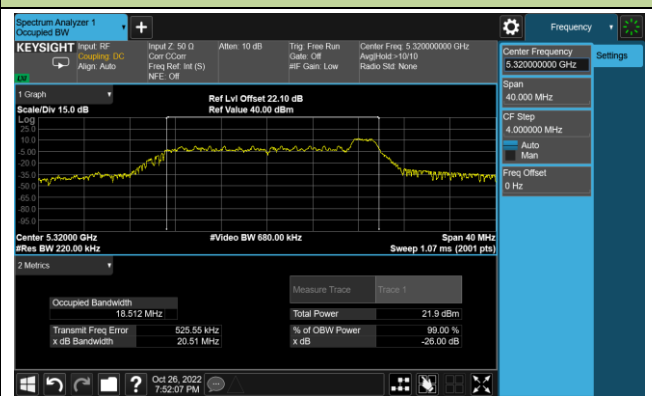 Spectrum Analyzer 1
Occupied BW
Frequency
KEYSIGHT
Input: RF
Coupling: DC
Align: Auto
Input Z: 50 Ω
Corr CCorr
Freq Ref: Int (S)
NFE: Off
Atten: 10 dB
Trig: Free Run
Gate: Off
#IF Gain: Low
Center Freq: 5.320000000 GHz
Avg|Hold:>10/10
Radio Std: None
1 Graph
Scale/Div 15.0 dB
Ref Lvl Offset 22.10 dB
Ref Value 40.00 dBm
Log
25.0
10.0
-5.00
-20.0
-35.0
-50.0
-65.0
-80.0
-95.0
Center 5.32000 GHz
#Res BW 220.00 kHz
#Video BW 680.00 kHz
Span 40 MHz
Sweep 1.07 ms (2001 pts)
2 Metrics
Measure Trace
Trace 1
Occupied Bandwidth
18.512 MHz
Total Power
21.9 dBm
Transmit Freq Error
525.55 kHz
% of OBW Power
99.00 %
x dB Bandwidth
20.51 MHz
x dB
-26.00 dB
Oct 26, 2022
7:52:07 PM
Center Frequency
5.320000000 GHz
Settings
Span
40.000 MHz
CF Step
4.000000 MHz
Auto
Man
Freq Offset
0 Hz